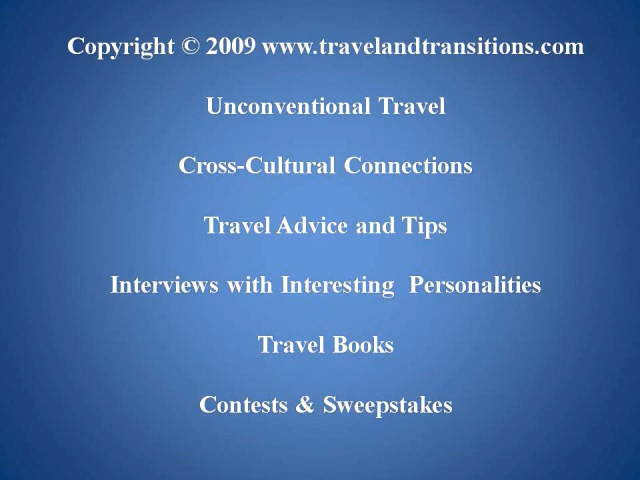 Copyright © 2009 www.travelandtransitions.com
Unconventional Travel
Cross-Cultural Connections
Travel Advice and Tips
Interviews with Interesting  Personalities
Travel Books
Contests & Sweepstakes